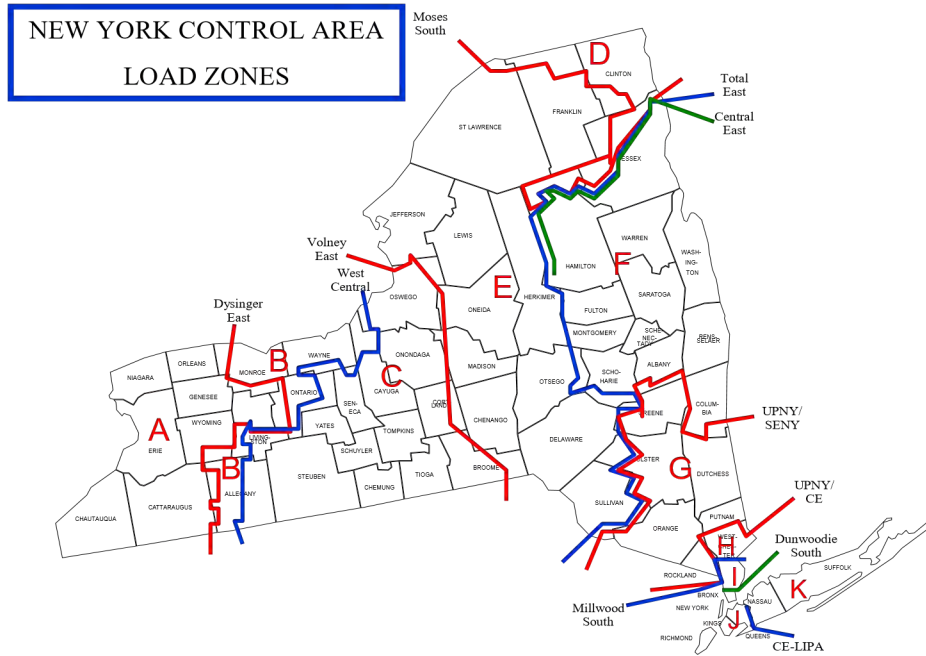 NEW YORK CONTROL AREA
LOAD ZONES
Moses
South
D
CLINTON
FRANKLIN
ST LAWRENCE
Total
East
Central
East
ESSEX
JEFFERSON
LEWIS
Volney
East
West
Central
WARREN
WASH-
ING-
TON
HAMILTON
F
E
HERKIMER
OSWEGO
ONEIDA
SARATOGA
FULTON
MONTGOMERY
SCHE
NEC-
TADY
RENS-
SELAER
Dysinger
East
B
WAYNE
ORLEANS
NIAGARA
MONROE
GENESEE
ONONDAGA
MADISON
C
CAYUGA
ONTARIO
SEN-
ECA
CORT
LAND
OTSEGO
SCHO-
HARIE
ALBANY
GREENE
COLUM-
BIA
UPNY/
SENY
A
ERIE
WYOMING
LIVING-
STON
YATES
TOMPKINS
CHENANGO
SCHUYLER
B
ALLEGANY
STEUBEN
CHEMUNG
TIOGA
BROOME
DELAWARE
ULSTER
G
DUTCHESS
CHAUTAUQUA
CATTARAUGUS
SULLIVAN
UPNY/
CE
PUTNAM
ORANGE
WEST-
CHES-
TER
H
Dunwoodie
South
ROCKLAND
I
SUFFOLK
K
BRONX
NASSAU
Millwood
South
NEW YORK
J
KINGS
QUEENS
RICHMOND
CE-LIPA